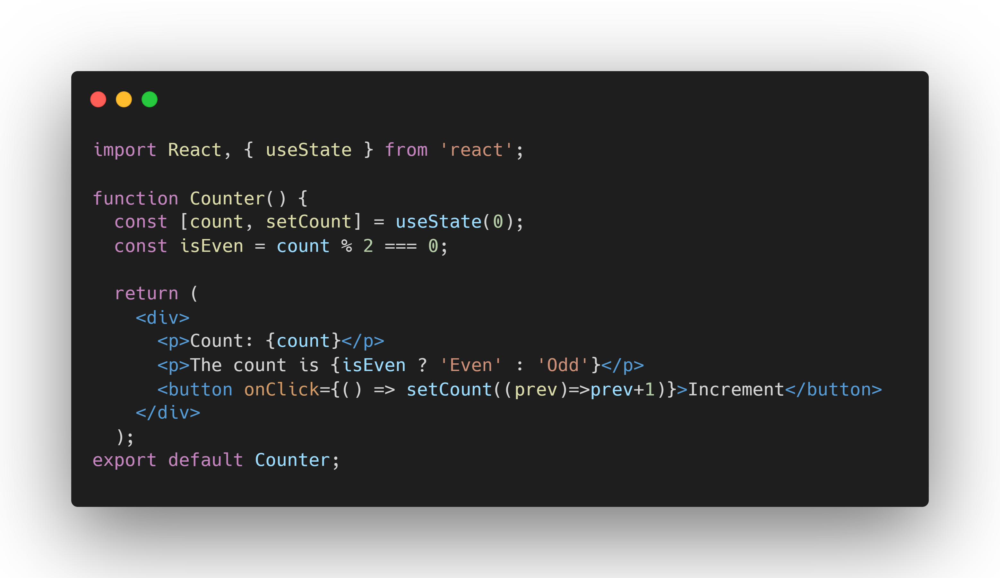 import React, { useState } from 'react';
function Counter() {
  const [count, setCount] = useState(0);
  const isEven = count % 2 === 0;
  return (
    <div>
      <p>Count: {count}</p>
      <p>The count is {isEven ? 'Even' : 'Odd'}</p>
      <button onClick={() => setCount((prev)=>prev+1)}>Increment</button>
    </div>
  );
export default Counter;